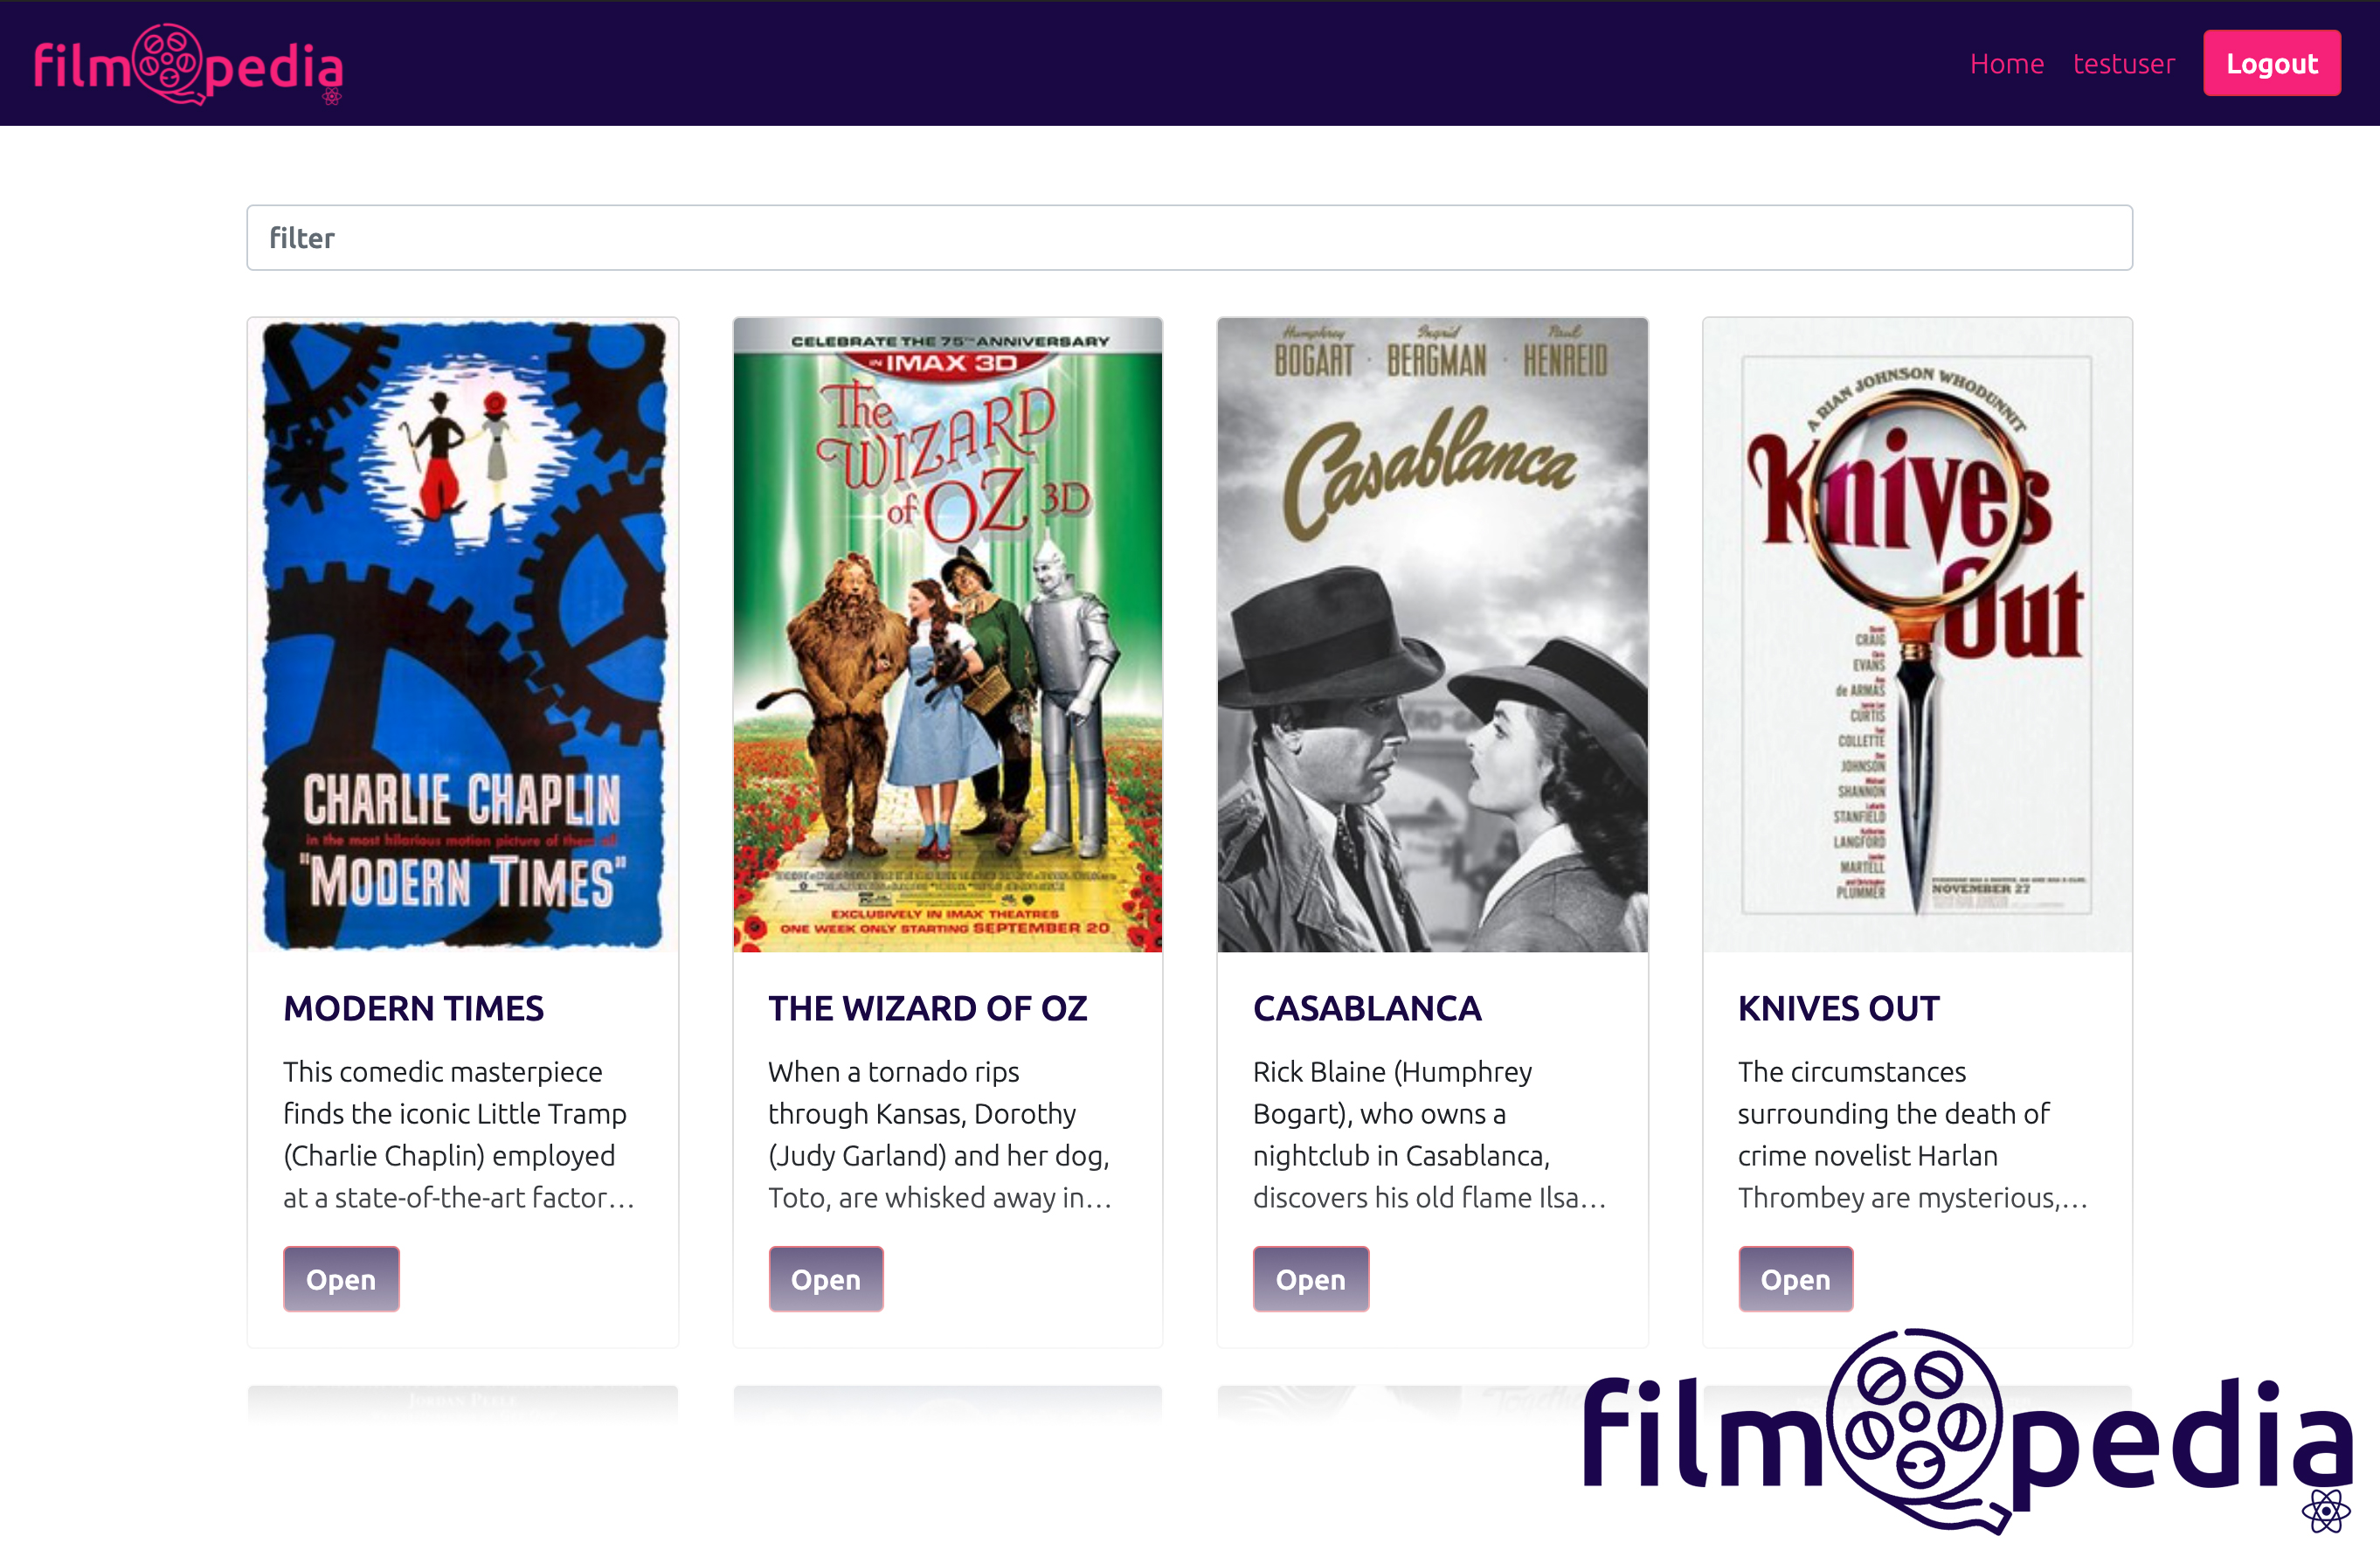 filmopedia
Home testuser Logout
filter
CHARLIE CHAPLIN
in the most hilarious motion picture of them all
"MODERN TIMES"
CELEBRATE THE 75TH ANNIVERSARY
IN IMAX 3D
The
WIZARD
of OZ 3D
EXCLUSIVELY IN IMAX THEATRES
ONE WEEK ONLY STARTING SEPTEMBER 20
Humphrey Ingrid Paul
BOGART · BERGMAN · HENREID
Casablanca
A RIAN JOHNSON WHODUNNIT
Knives
Out
CRAIG
EVANS
de ARMAS
CURTIS
COLLETTE
JOHNSON
SHANNON
STANFIELD
LANGFORD
MARTELL
PLUMMER
NOVEMBER 27
MODERN TIMES
This comedic masterpiece
finds the iconic Little Tramp
(Charlie Chaplin) employed
at a state-of-the-art factor…
Open
THE WIZARD OF OZ
When a tornado rips
through Kansas, Dorothy
(Judy Garland) and her dog,
Toto, are whisked away in…
Open
CASABLANCA
Rick Blaine (Humphrey
Bogart), who owns a
nightclub in Casablanca,
discovers his old flame Ilsa…
Open
KNIVES OUT
The circumstances
surrounding the death of
crime novelist Harlan
Thrombey are mysterious,…
Open
JORDAN PEELE
filmopedia